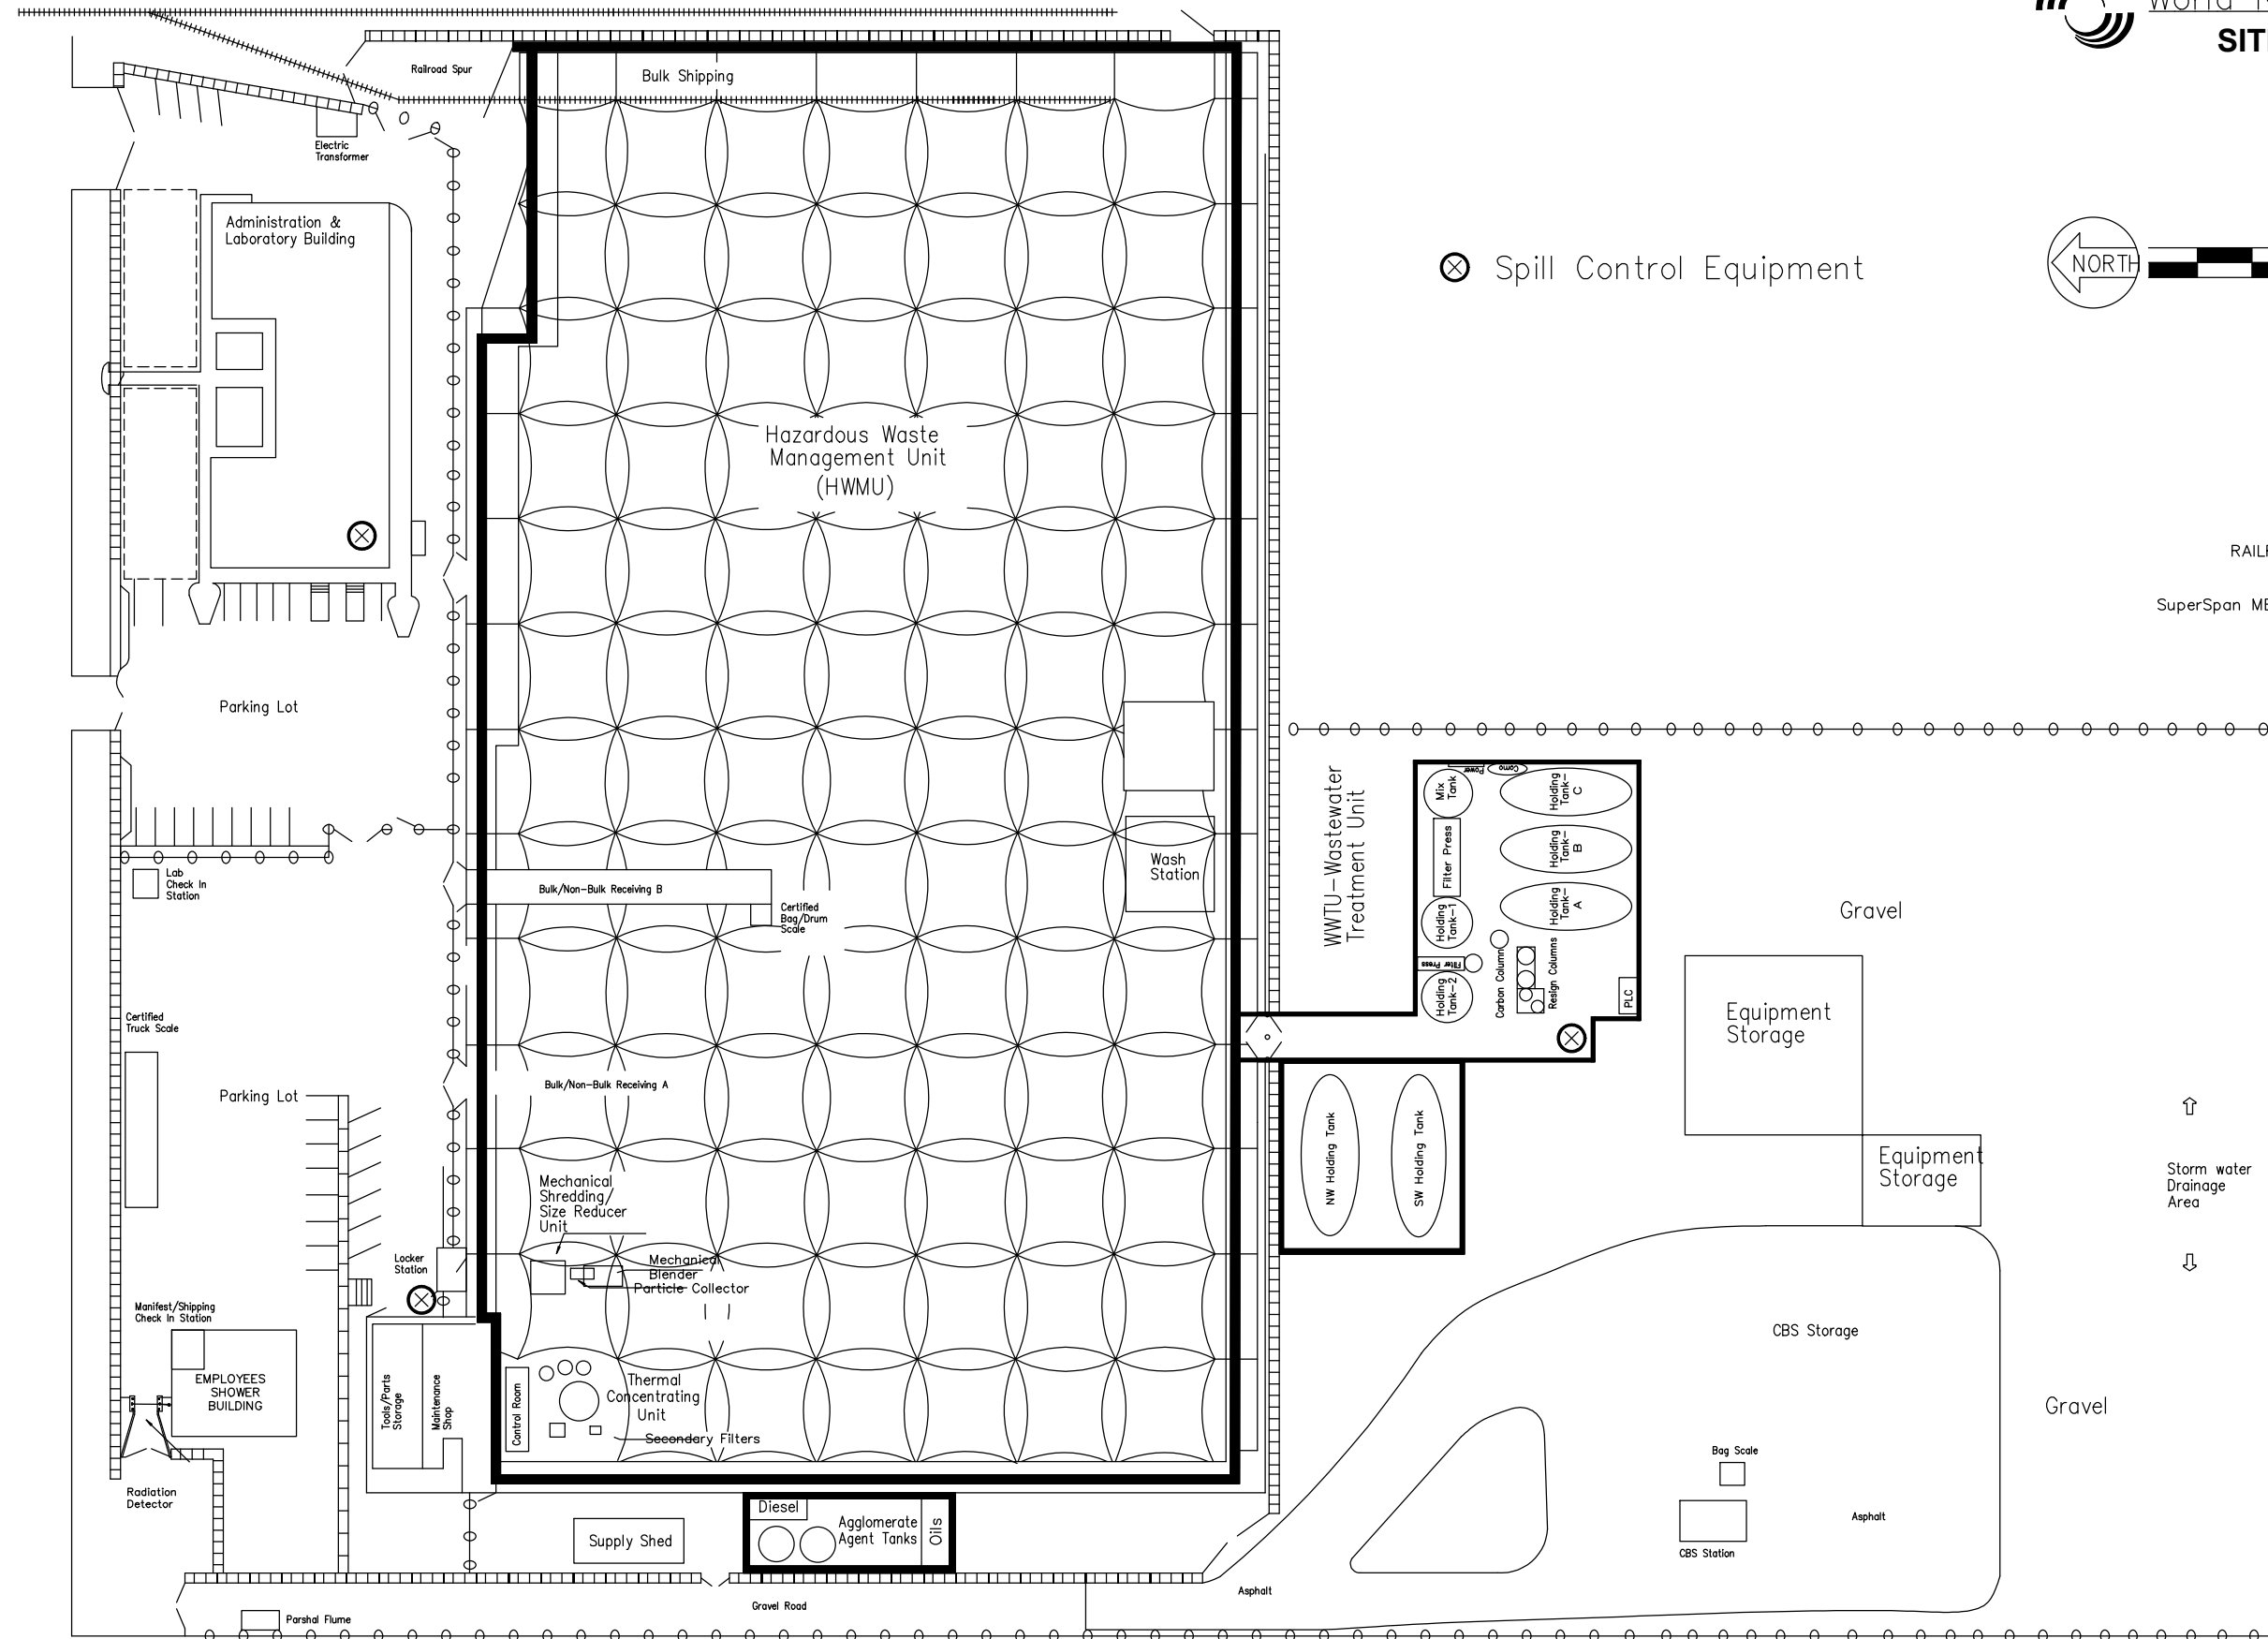 SIT
Railroad Spur
Bulk Shipping
Electric
Transformer
Administration &
Laboratory Building
Spill Control Equipment
NORTH
Hazardous Waste
Management Unit
(HWMU)
SuperSpan
Parking Lot
WWTU-Wastewater
Treatment Unit
Power
Como
Mix
Tank
Holding
Tank-
C
Filter Press
Holding
Tank-
B
Holding
Tank-
A
Holding
Tank-1
Filter Press
Holding
Tank-2
Carbon Column
Resign Columns
PLC
Wash
Station
Lab
Check In
Station
Bulk/Non-Bulk Receiving B
Certified
Bag/Drum
Scale
Gravel
Equipment
Storage
Certified
Truck Scale
Parking Lot
Bulk/Non-Bulk Receiving A
NW Holding Tank
SW Holding Tank
Equipment
Storage
Storm water
Drainage
Area
Mechanical
Shredding/
Size Reducer
Unit
Locker
Station
Mechanical
Blender
Particle Collector
Manifest/Shipping
Check In Station
EMPLOYEES
SHOWER
BUILDING
Tools/Parts
Storage
Maintenance
Shop
Control Room
Thermal
Concentrating
Unit
Secondary Filters
CBS Storage
Gravel
Bag Scale
Asphalt
CBS Station
Radiation
Detector
Supply Shed
Diesel
Agglomerate
Agent Tanks
Oils
Asphalt
Gravel Road
Parshal Flume